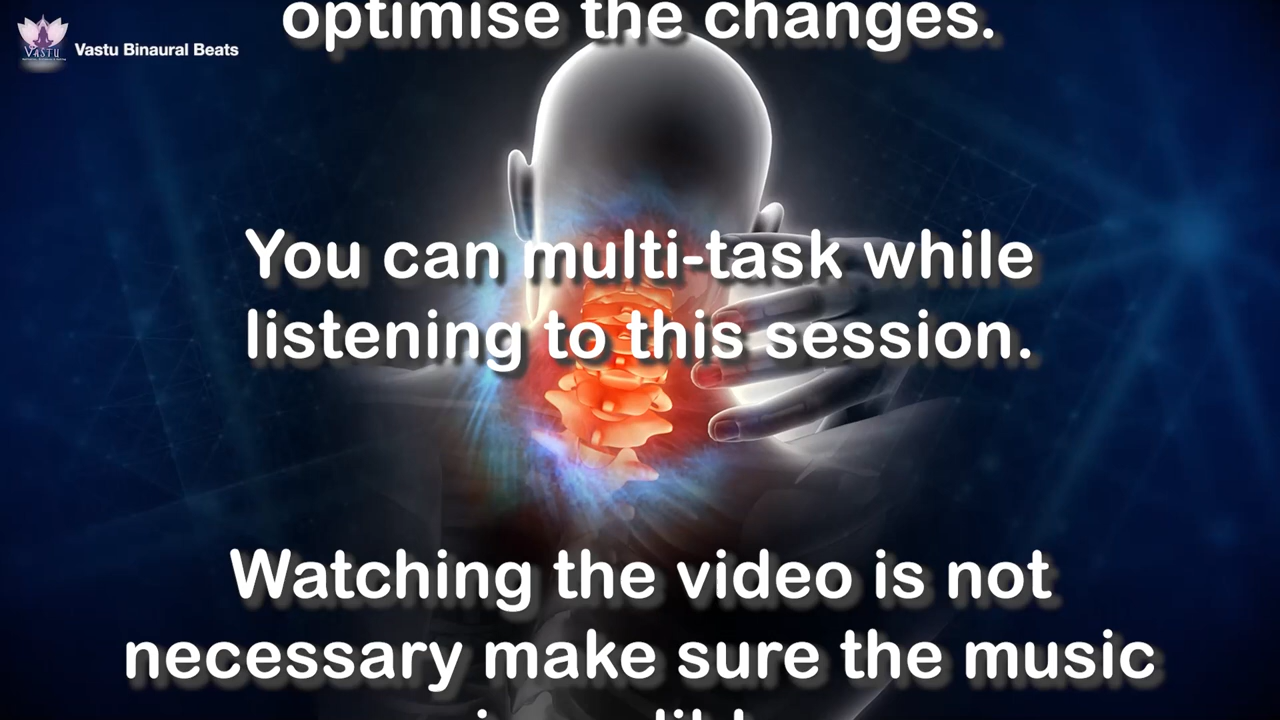 optimise the changes.
VASTU
Vastu Binaural Beats
You can multi-task while
listening to this session.
Watching the video is not
necessary make sure the music